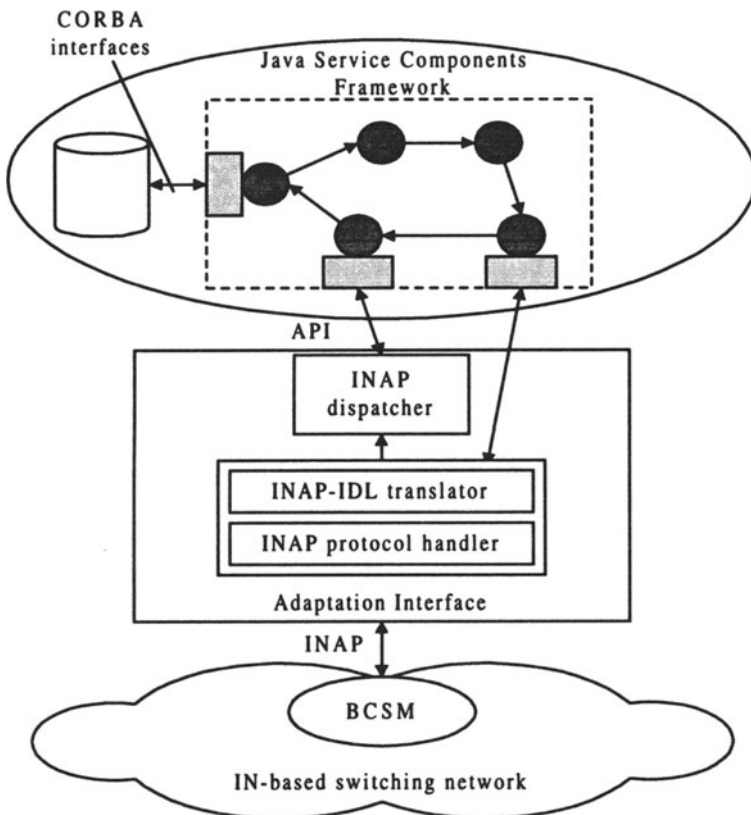 CORBA
interfaces
Java Service Components
Framework
API
INAP
dispatcher
INAP-IDL translator
INAP protocol handler
Adaptation Interface
INAP
BCSM
IN-based switching network